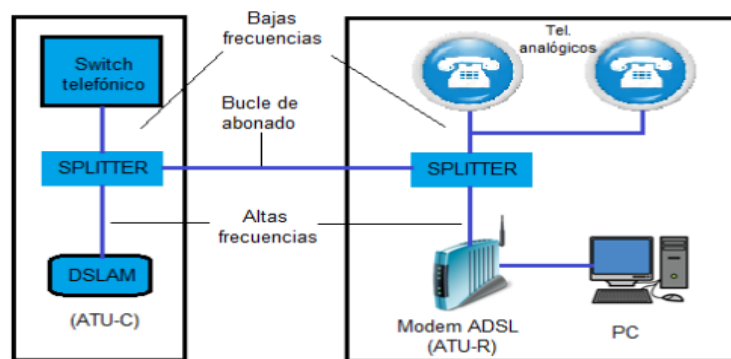 Bajas
frecuencias
Tel.
analógicos
Switch
telefónico
Bucle de
abonado
SPLITTER
SPLITTER
Altas
frecuencias
DSLAM
(ATU-C)
Modem ADSL
(ATU-R)
PC